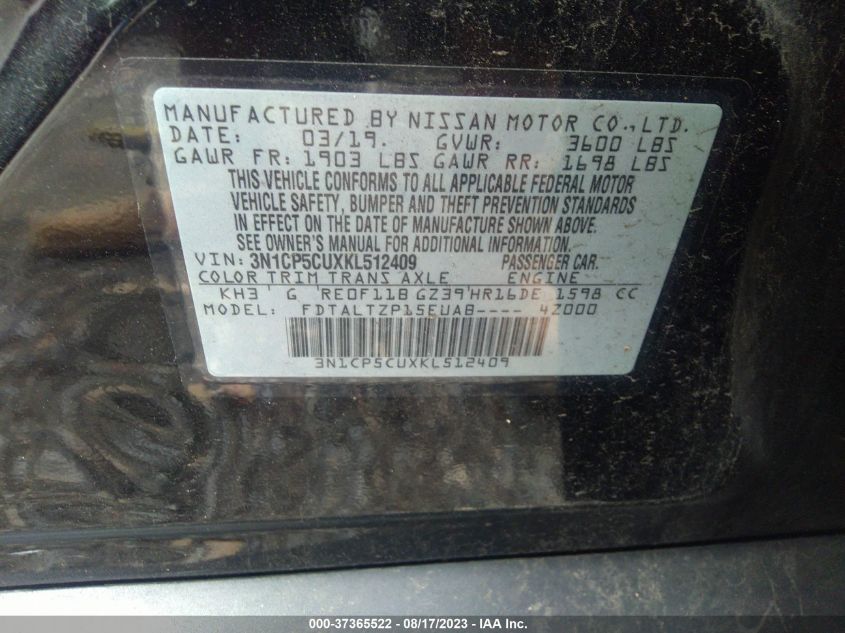 MANUFACTURED BY NISSAN MOTOR CO., LTD.
DATE: 03/19. GVWR: 3600 LBS
GAWR FR: 1903 LBS GAWR RR: 1698 LBS
THIS VEHICLE CONFORMS TO ALL APPLICABLE FEDERAL MOTOR
VEHICLE SAFETY, BUMPER AND THEFT PREVENTION STANDARDS
IN EFFECT ON THE DATE OF MANUFACTURE SHOWN ABOVE.
SEE OWNER'S MANUAL FOR ADDITIONAL INFORMATION.
VIN: 3N1CP5CUXKL512409 PASSENGER CAR.
COLOR TRIM TRANS AXLE ENGINE
KH3 G RE0F11B GZ39 HR16DE 1598 CC
MODEL: FDTALTZP15EUAB---- 4Z000
3N1CP5CUXKL512409
000-37365522 - 08/17/2023 - IAA Inc.